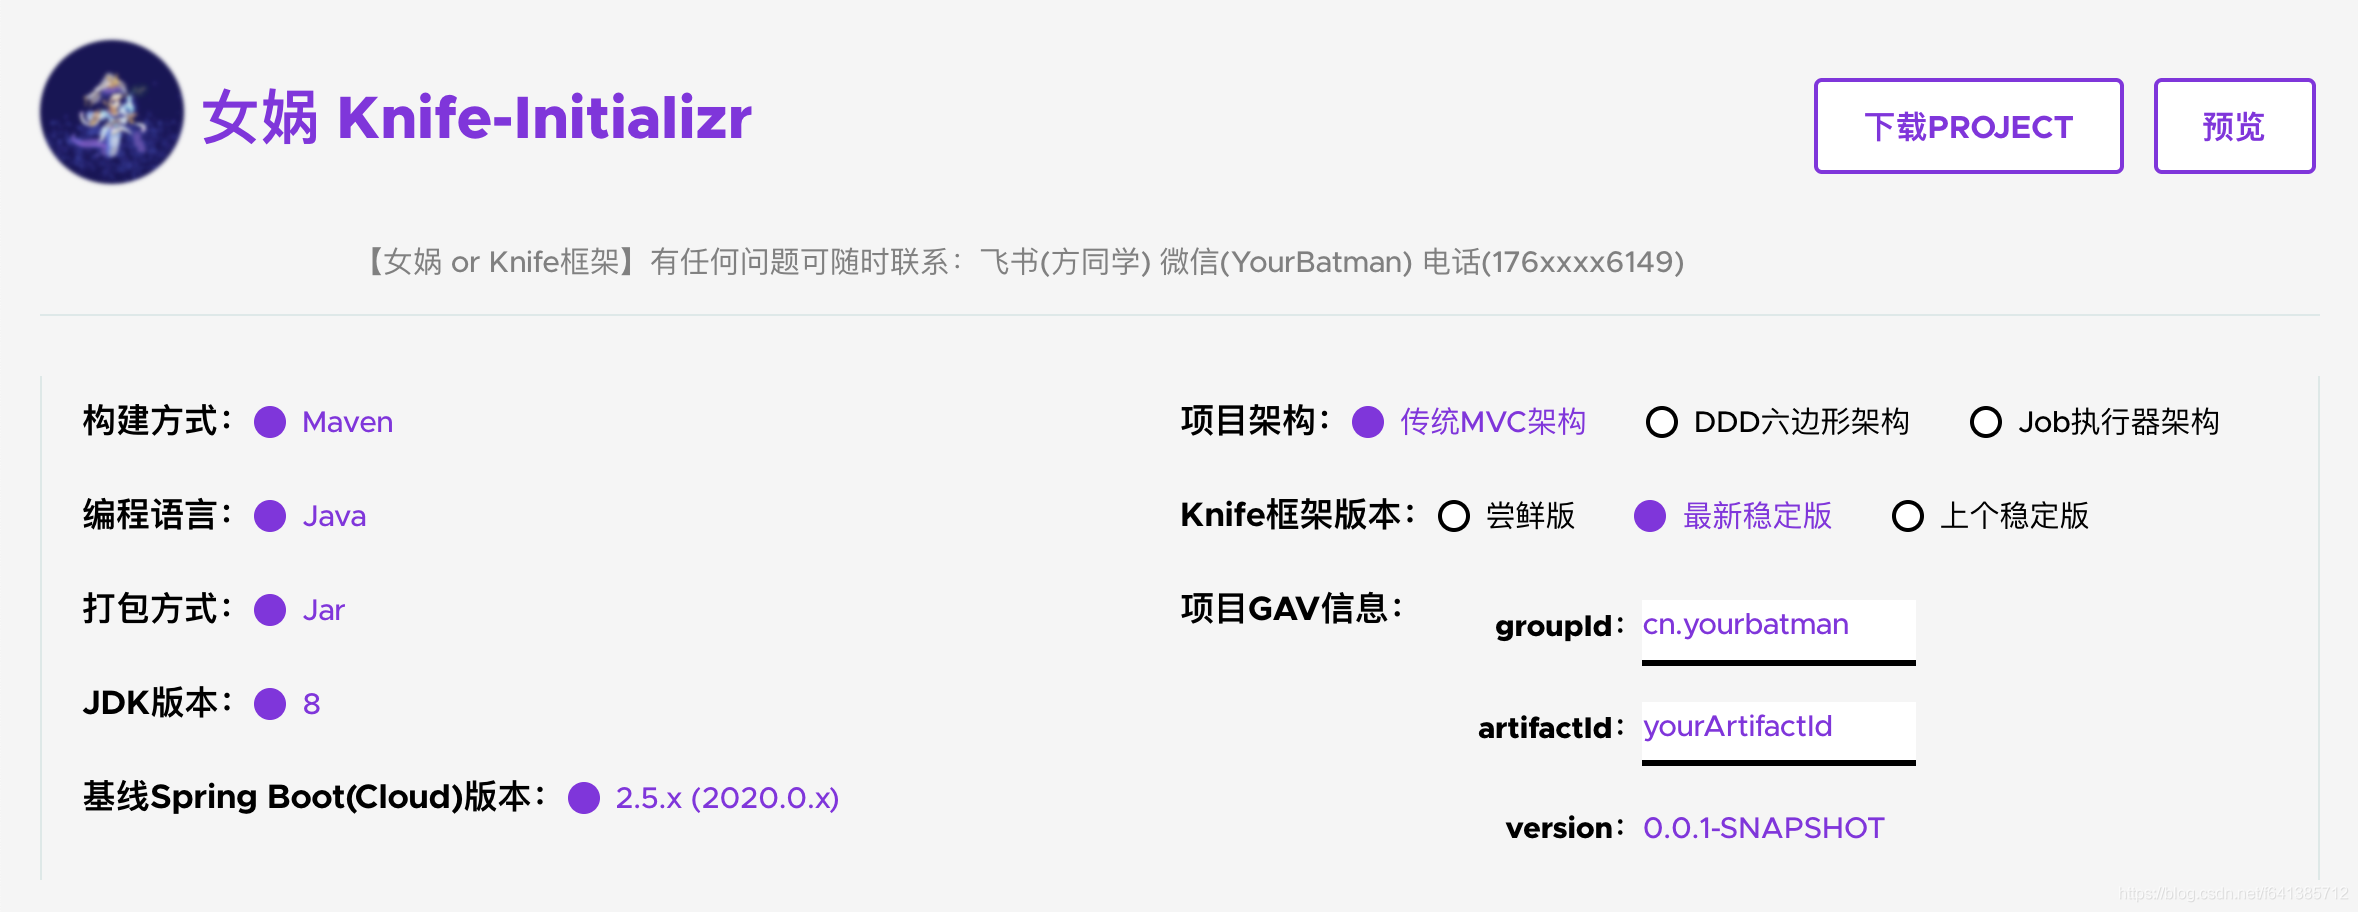 女娲 Knife-Initializr
下载PROJECT
预览
【女娲 or Knife框架】有任何问题可随时联系：飞书(方同学) 微信(YourBatman) 电话(176xxxx6149)
构建方式： Maven
编程语言： Java
打包方式： Jar
JDK版本： 8
基线Spring Boot(Cloud)版本： 2.5.x (2020.0.x)
项目架构： 传统MVC架构 DDD六边形架构 Job执行器架构
Knife框架版本： 尝鲜版 最新稳定版 上个稳定版
项目GAV信息：
groupId： cn.yourbatman
artifactId： yourArtifactId
version： 0.0.1-SNAPSHOT
https://blog.csdn.net/f641385712